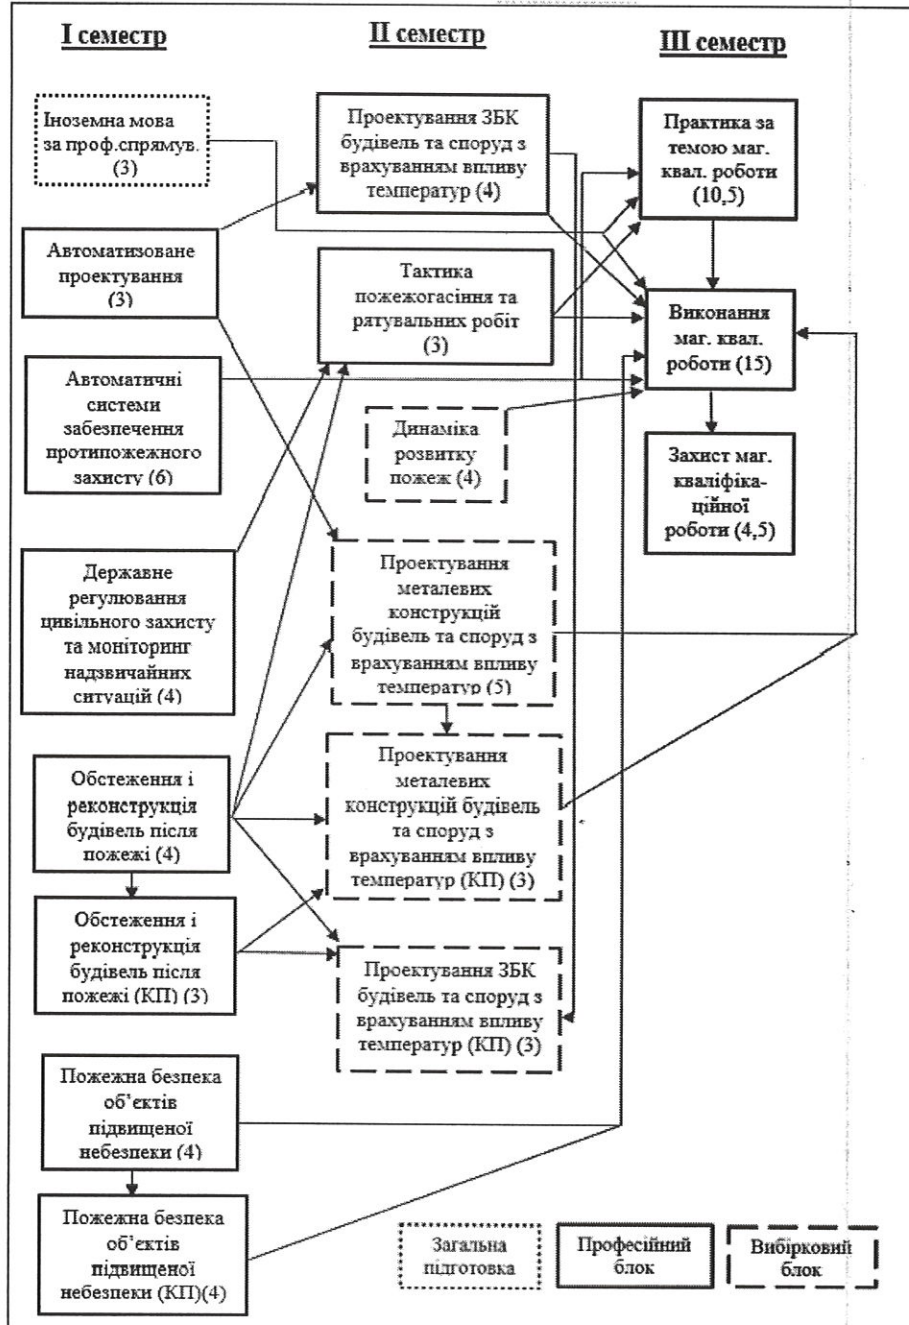 I семестр
II семестр
III семестр
Іноземна мова
за проф.спрямув.
(3)
Автоматизоване
проектування
(3)
Автоматичні
системи
забезпечення
протипожежного
захисту (6)
Державне
регулювання
цивільного захисту
та моніторинг
надзвичайних
ситуацій (4)
Обстеження і
реконструкція
будівель після
пожежі (4)
Обстеження і
реконструкція
будівель після
пожежі (КП) (3)
Пожежна безпека
об’єктів
підвищеної
небезпеки (4)
Пожежна безпека
об’єктів
підвищеної
небезпеки (КП)(4)
Проектування ЗБК
будівель та споруд з
врахуванням впливу
температур (4)
Тактика
пожежогасіння та
рятувальних робіт
(3)
Динаміка
розвитку
пожеж (4)
Проектування
металевих
конструкцій
будівель та споруд з
врахуванням впливу
температур (5)
Проектування
металевих
конструкцій будівель
та споруд з
врахуванням впливу
температур (КП) (3)
Проектування ЗБК
будівель та споруд з
врахуванням впливу
температур (КП) (3)
Практика за
темою маг.
квал. роботи
(10,5)
Виконання
маг. квал.
роботи (15)
Захист маг.
кваліфіка-
ційної
роботи (4,5)
Загальна
підготовка
Професійний
блок
Вибірковий
блок